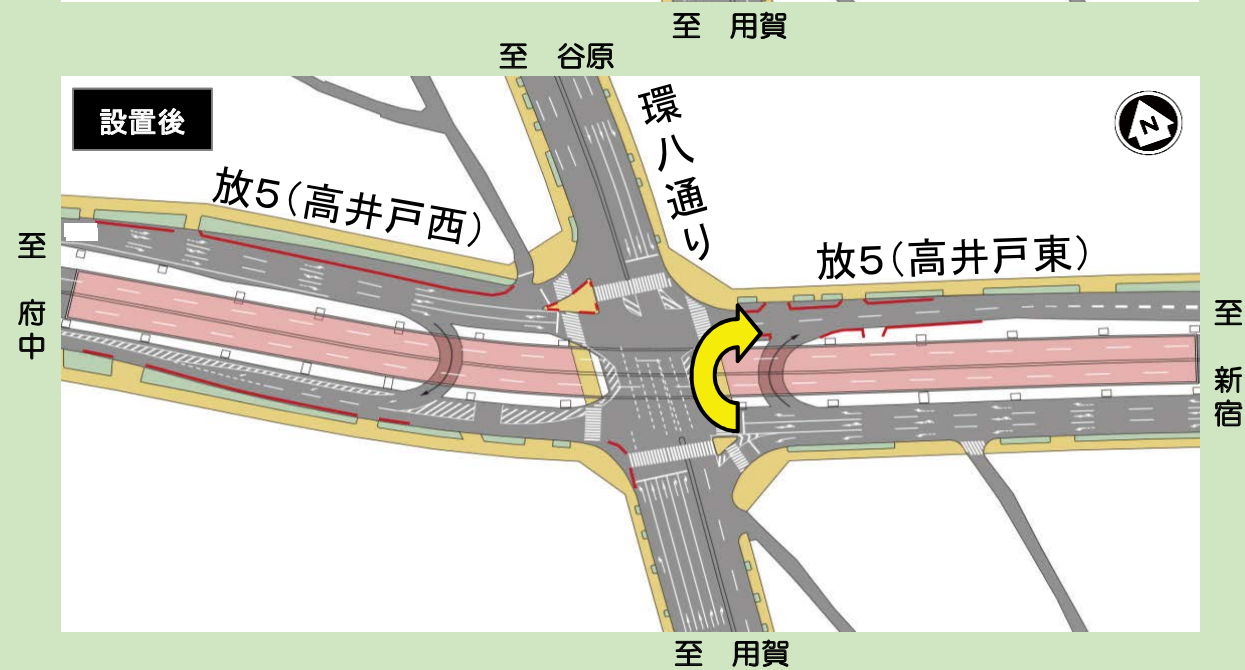 至 用賀
至 谷原
設置後
環八通り
N
放5(高井戸西)
放5(高井戸東)
至 府中
至 新宿
至 用賀